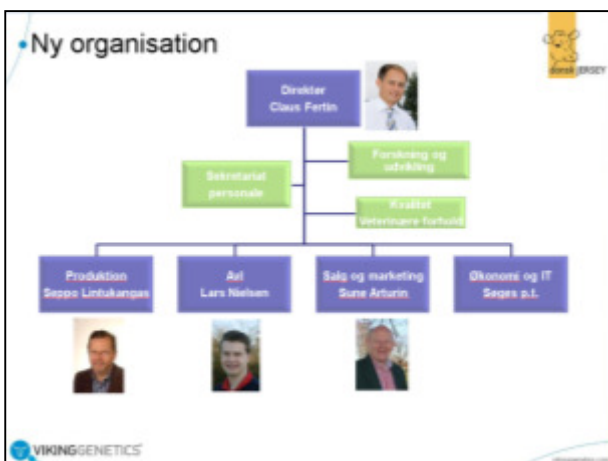 Ny organisation
dansk JERSEY
Direktør
Claus Fertin
Forskning og
udvikling
Sekretariat
personale
Kvalitet
Veterinære forhold
Produktion
Seppo Lintukangas
Avl
Lars Nielsen
Salg og marketing
Sune Arturin
Økonomi og IT
Søges p.t.
VIKINGGENETICS